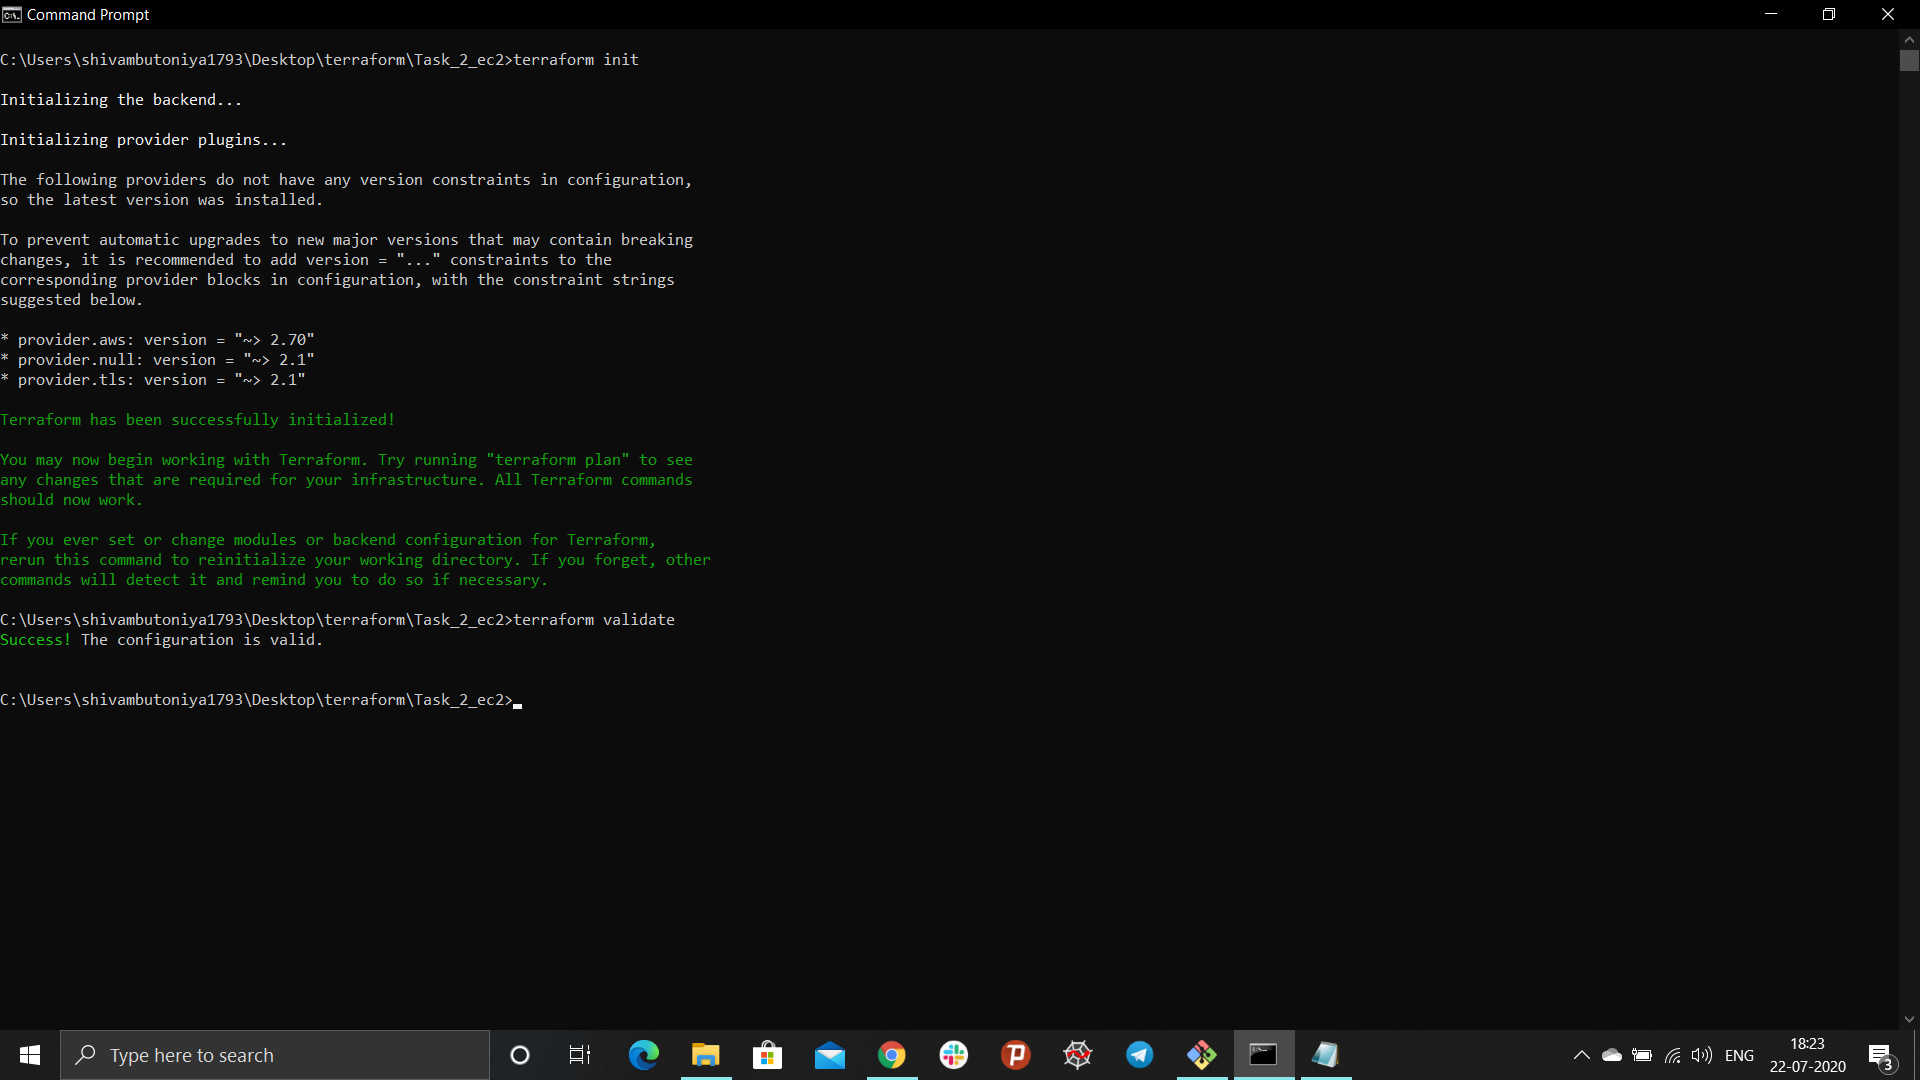 Command Prompt
C:\Users\shivambutoniya1793\Desktop\terraform\Task_2_ec2>terraform init
Initializing the backend...
Initializing provider plugins...
The following providers do not have any version constraints in configuration,
so the latest version was installed.
To prevent automatic upgrades to new major versions that may contain breaking
changes, it is recommended to add version = "..." constraints to the
corresponding provider blocks in configuration, with the constraint strings
suggested below.
* provider.aws: version = "~> 2.70"
* provider.null: version = "~> 2.1"
* provider.tls: version = "~> 2.1"
Terraform has been successfully initialized!
You may now begin working with Terraform. Try running "terraform plan" to see
any changes that are required for your infrastructure. All Terraform commands
should now work.
If you ever set or change modules or backend configuration for Terraform,
rerun this command to reinitialize your working directory. If you forget, other
commands will detect it and remind you to do so if necessary.
C:\Users\shivambutoniya1793\Desktop\terraform\Task_2_ec2>terraform validate
Success! The configuration is valid.
C:\Users\shivambutoniya1793\Desktop\terraform\Task_2_ec2>
Type here to search
ENG
18:23
22-07-2020
3